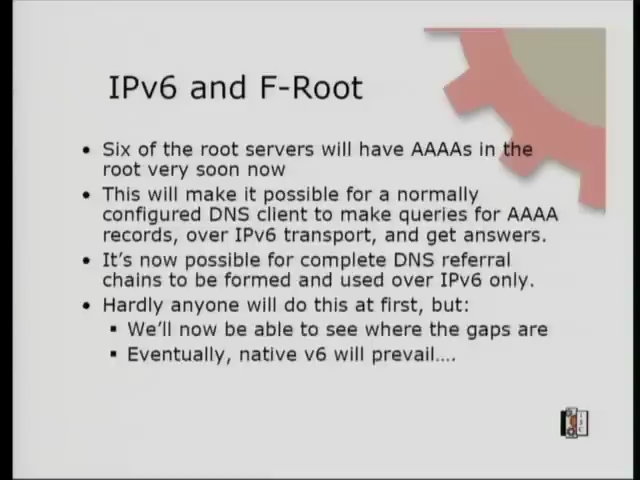 IPv6 and F-Root
• Six of the root servers will have AAAAs in the
root very soon now
• This will make it possible for a normally
configured DNS client to make queries for AAAA
records, over IPv6 transport, and get answers.
• It's now possible for complete DNS referral
chains to be formed and used over IPv6 only.
• Hardly anyone will do this at first, but:
▪ We'll now be able to see where the gaps are
▪ Eventually, native v6 will prevail....